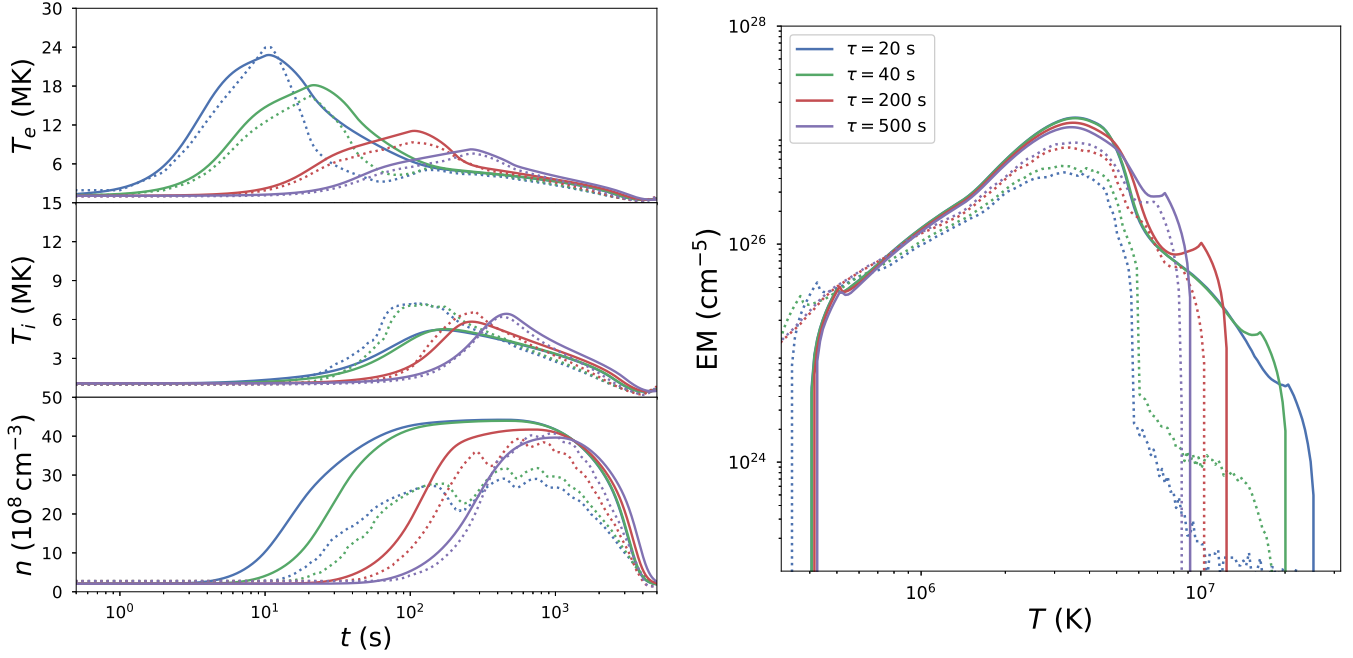 30
24
18
12
6
T_e (MK)
15
12
9
6
3
T_i (MK)
50
40
30
20
10
0
n (10^8 cm^−3)
10^0
10^1
10^2
10^3
t (s)
10^28
10^26
10^24
EM (cm^−5)
τ = 20 s
τ = 40 s
τ = 200 s
τ = 500 s
10^6
10^7
T (K)